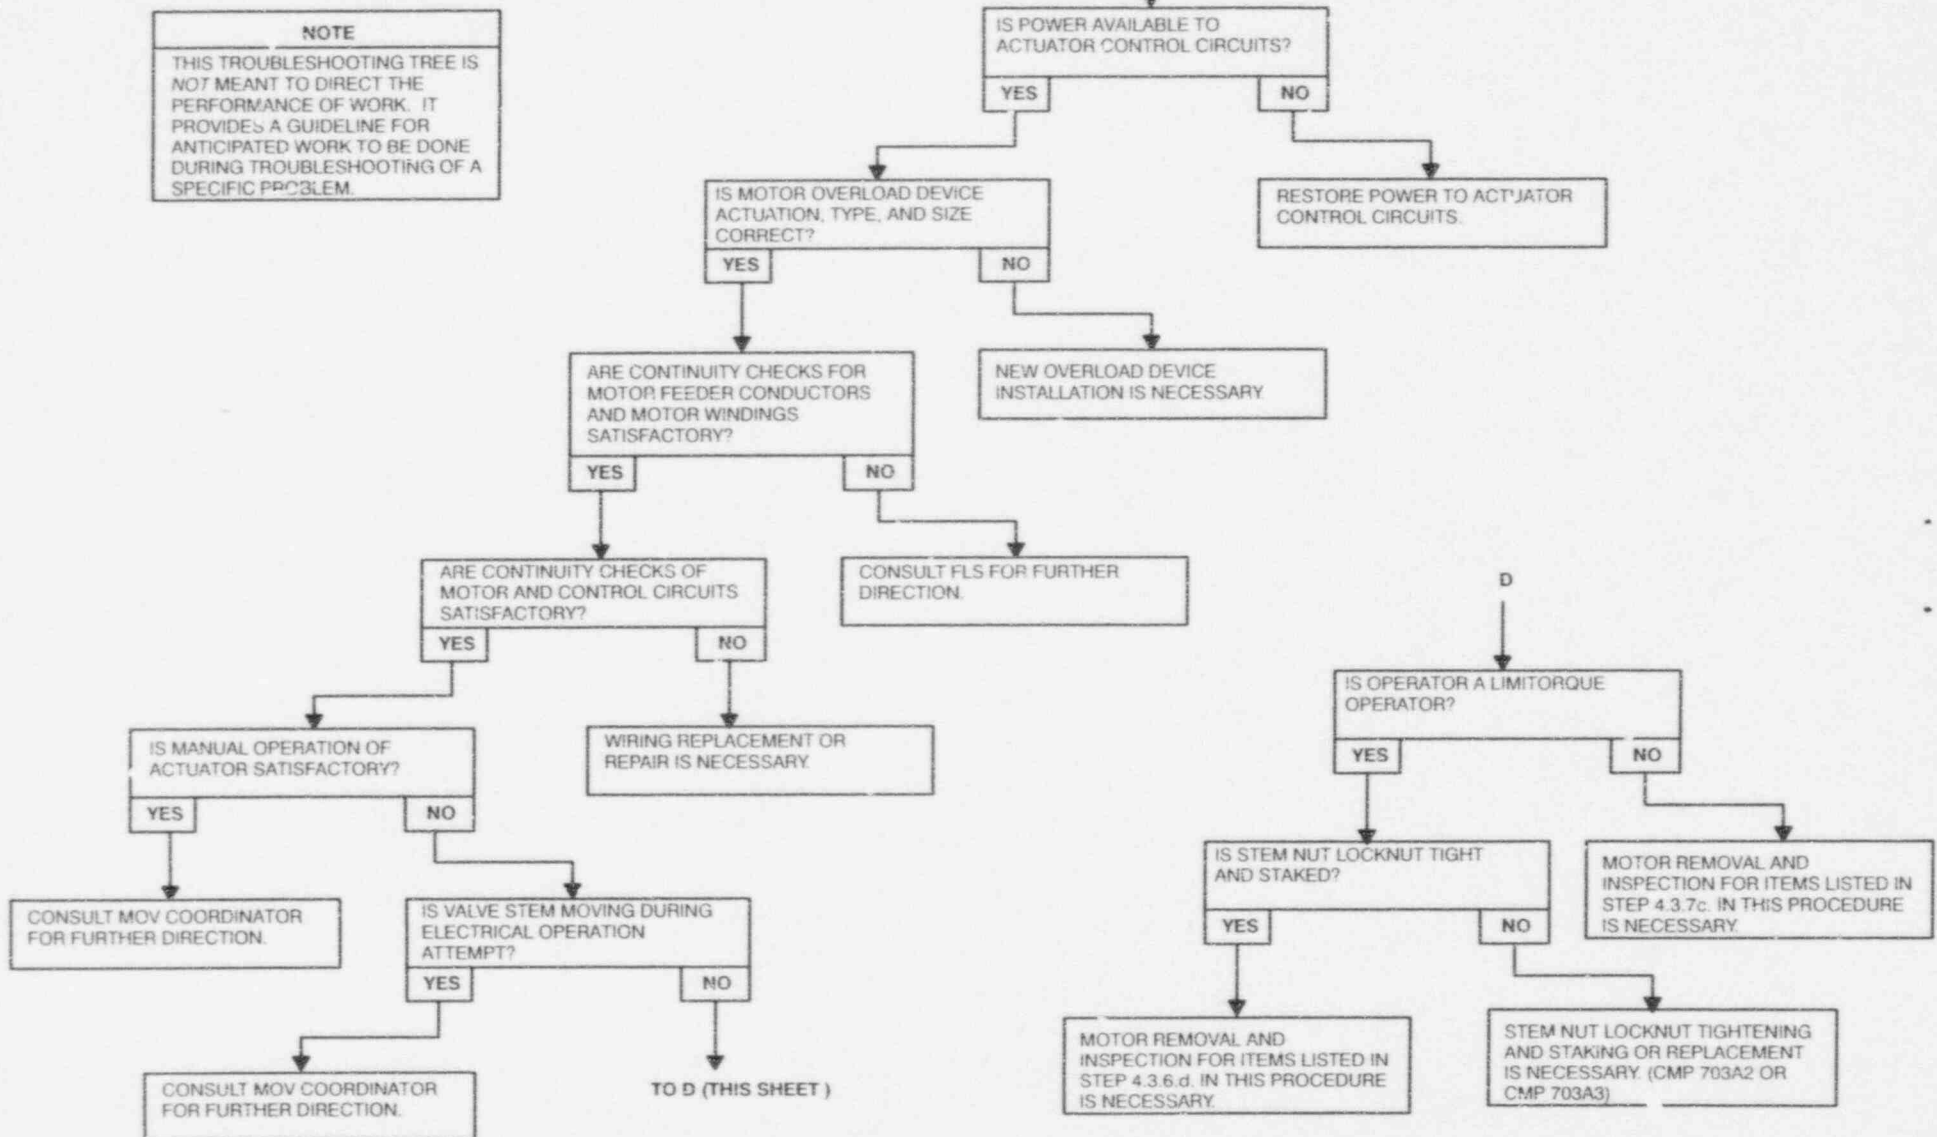 NOTE
THIS TROUBLESHOOTING TREE IS
NOT MEANT TO DIRECT THE
PERFORMANCE OF WORK. IT
PROVIDES A GUIDELINE FOR
ANTICIPATED WORK TO BE DONE
DURING TROUBLESHOOTING OF A
SPECIFIC PROBLEM.
IS POWER AVAILABLE TO
ACTUATOR CONTROL CIRCUITS?
YES
NO
IS MOTOR OVERLOAD DEVICE
ACTUATION, TYPE, AND SIZE
CORRECT?
YES
NO
RESTORE POWER TO ACTUATOR
CONTROL CIRCUITS.
ARE CONTINUITY CHECKS FOR
MOTOR FEEDER CONDUCTORS
AND MOTOR WINDINGS
SATISFACTORY?
YES
NO
NEW OVERLOAD DEVICE
INSTALLATION IS NECESSARY.
ARE CONTINUITY CHECKS OF
MOTOR AND CONTROL CIRCUITS
SATISFACTORY?
YES
NO
CONSULT FLS FOR FURTHER
DIRECTION.
IS MANUAL OPERATION OF
ACTUATOR SATISFACTORY?
YES
NO
WIRING REPLACEMENT OR
REPAIR IS NECESSARY.
CONSULT MOV COORDINATOR
FOR FURTHER DIRECTION.
IS VALVE STEM MOVING DURING
ELECTRICAL OPERATION
ATTEMPT?
YES
NO
CONSULT MOV COORDINATOR
FOR FURTHER DIRECTION.
TO D (THIS SHEET )
D
IS OPERATOR A LIMITORQUE
OPERATOR?
YES
NO
IS STEM NUT LOCKNUT TIGHT
AND STAKED?
YES
NO
MOTOR REMOVAL AND
INSPECTION FOR ITEMS LISTED IN
STEP 4.3.7c. IN THIS PROCEDURE
IS NECESSARY.
MOTOR REMOVAL AND
INSPECTION FOR ITEMS LISTED IN
STEP 4.3.6.d. IN THIS PROCEDURE
IS NECESSARY.
STEM NUT LOCKNUT TIGHTENING
AND STAKING OR REPLACEMENT
IS NECESSARY. (CMP 703A2 OR
CMP 703A3)